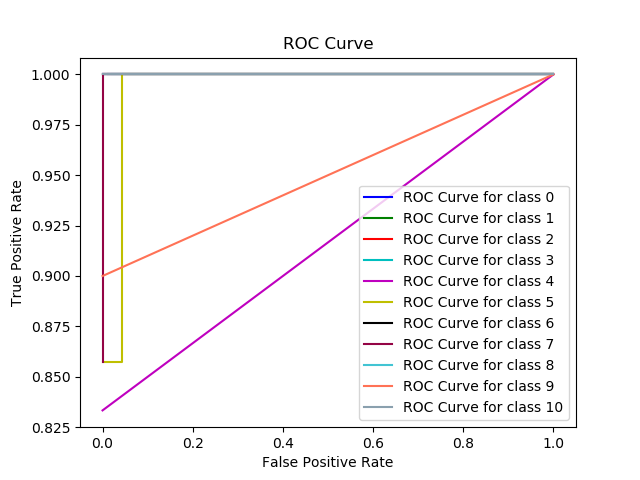 ROC Curve
1.000
0.975
0.950
0.925
0.900
0.875
0.850
0.825
True Positive Rate
ROC Curve for class 0
ROC Curve for class 1
ROC Curve for class 2
ROC Curve for class 3
ROC Curve for class 4
ROC Curve for class 5
ROC Curve for class 6
ROC Curve for class 7
ROC Curve for class 8
ROC Curve for class 9
ROC Curve for class 10
0.0 0.2 0.4 0.6 0.8 1.0
False Positive Rate